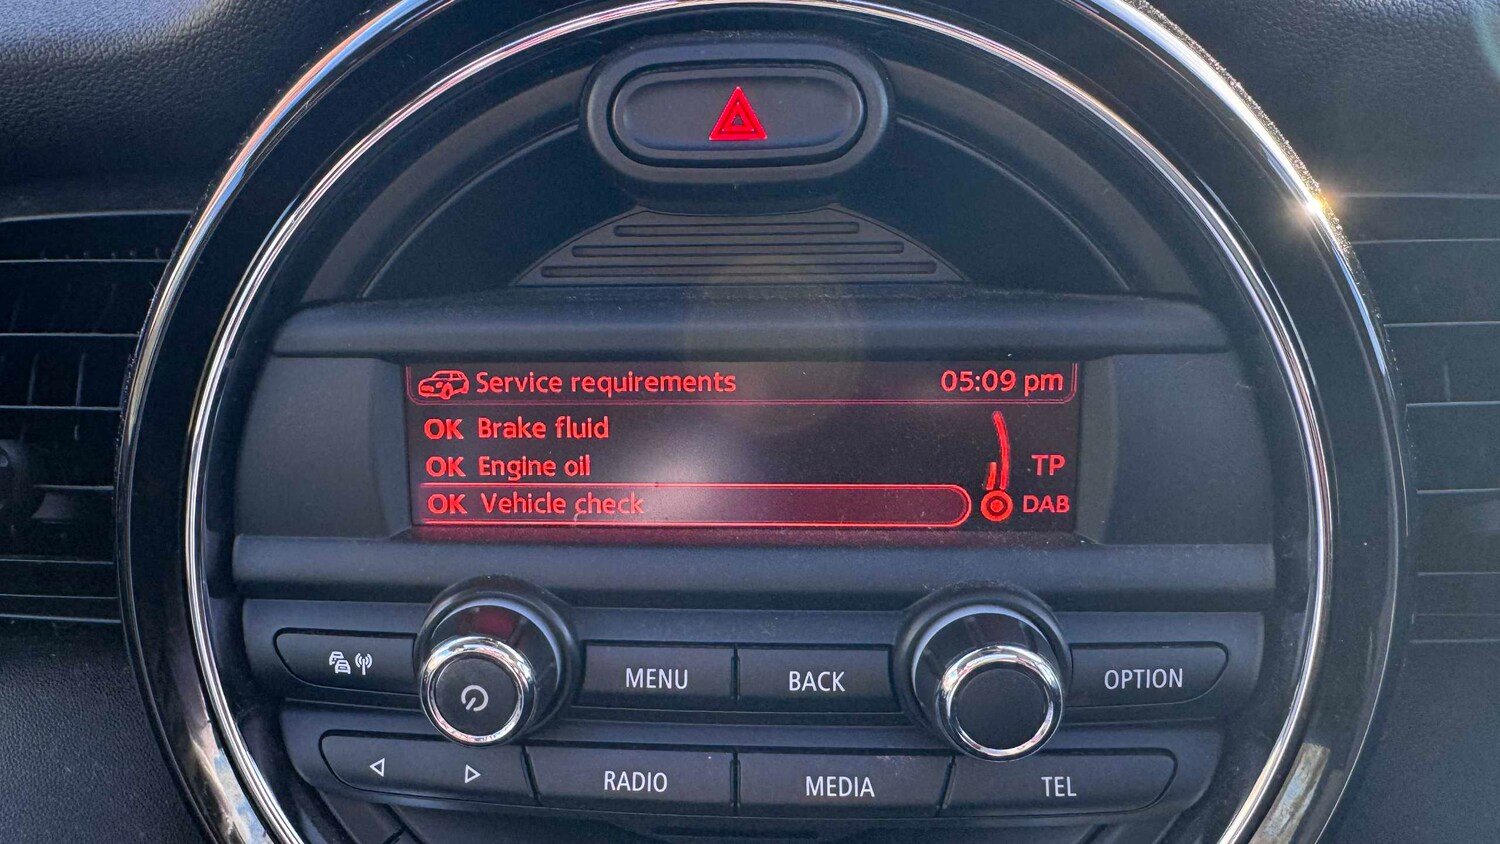 Service requirements 05:09 pm
OK Brake fluid
OK Engine oil TP
OK Vehicle check DAB
MENU BACK OPTION
RADIO MEDIA TEL